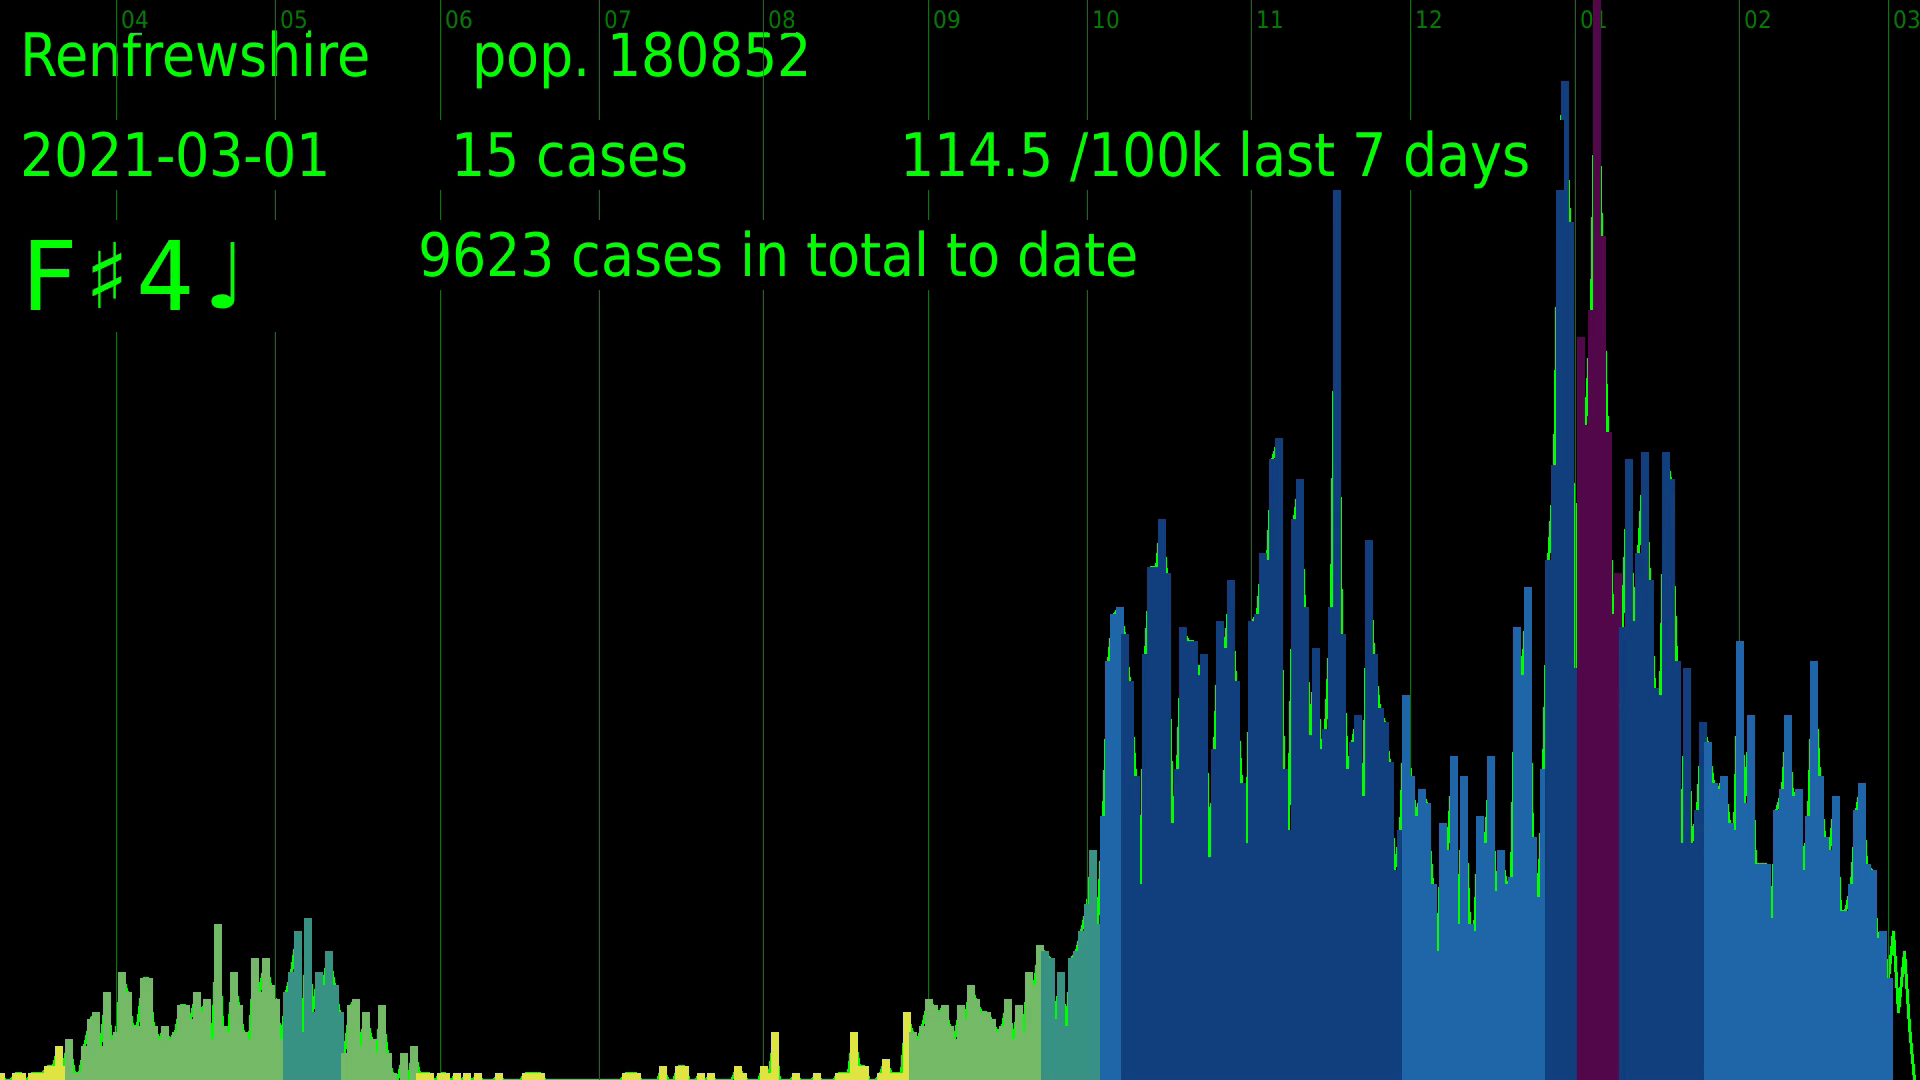 04 05 06 07 08 09 10 11 12 01 02 03
Renfrewshire pop. 180852
2021-03-01 15 cases 114.5 /100k last 7 days
F♯4♩ 9623 cases in total to date